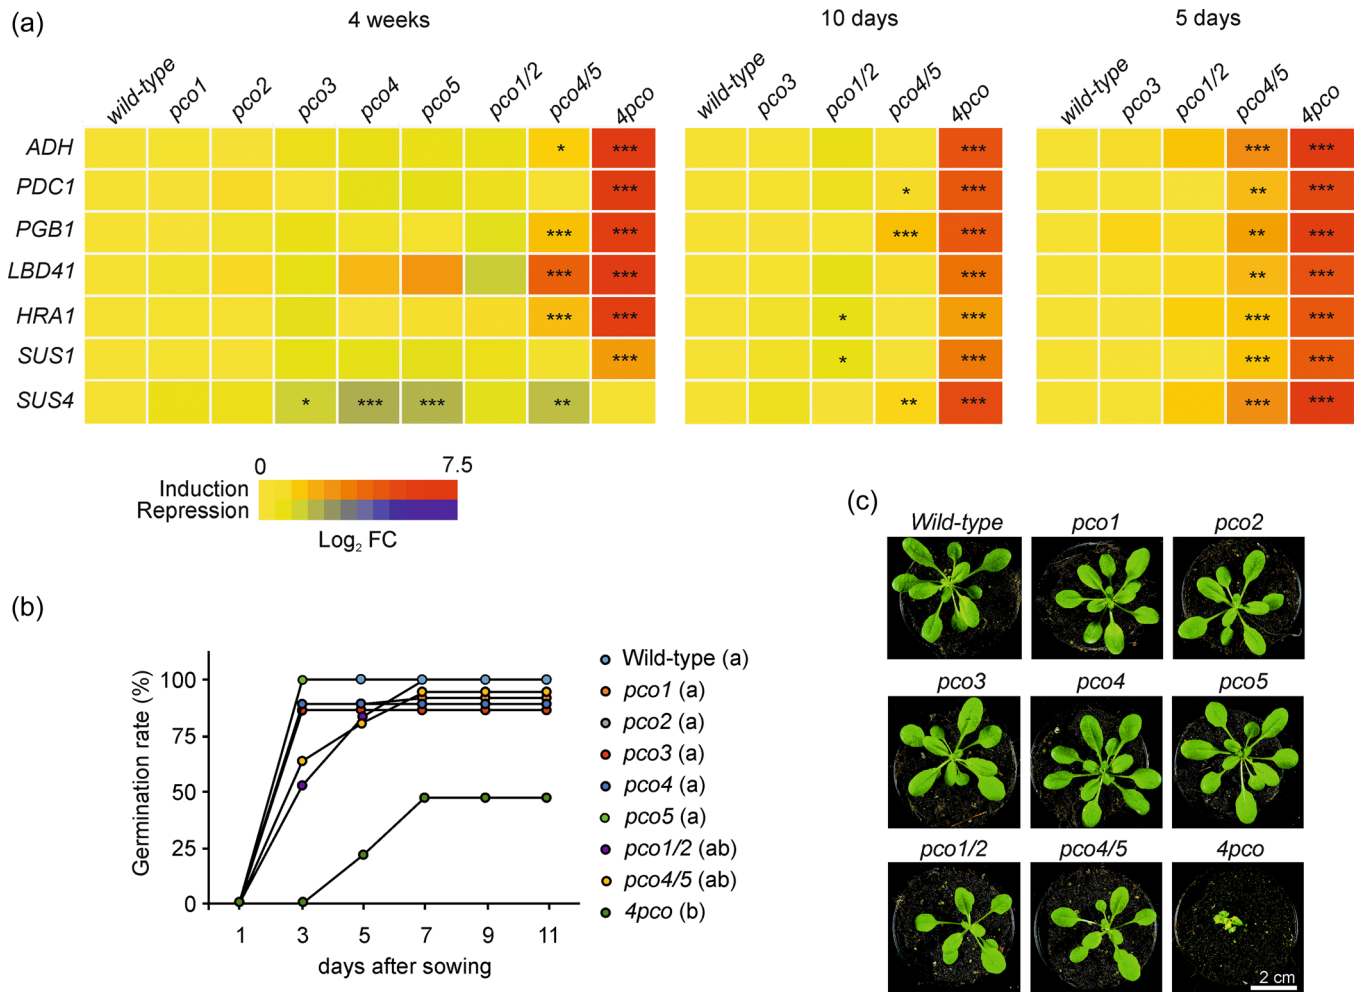 (a)
4 weeks
10 days
5 days
wild-type pco1 pco2 pco3 pco4 pco5 pco1/2 pco4/5 4pco
wild-type pco3 pco1/2 pco4/5 4pco
wild-type pco3 pco1/2 pco4/5 4pco
ADH * *** *** *** ***
PDC1 *** * *** ** ***
PGB1 *** *** *** *** ** ***
LBD41 *** *** *** ** ***
HRA1 *** *** * *** *** ***
SUS1 *** * *** *** ***
SUS4 * *** *** ** ** *** *** ***
0 7.5
Induction
Repression
Log₂ FC
(b)
Germination rate (%)
100
75
50
25
0
1 3 5 7 9 11
days after sowing
Wild-type (a)
pco1 (a)
pco2 (a)
pco3 (a)
pco4 (a)
pco5 (a)
pco1/2 (ab)
pco4/5 (ab)
4pco (b)
(c)
Wild-type pco1 pco2
pco3 pco4 pco5
pco1/2 pco4/5 4pco
2 cm